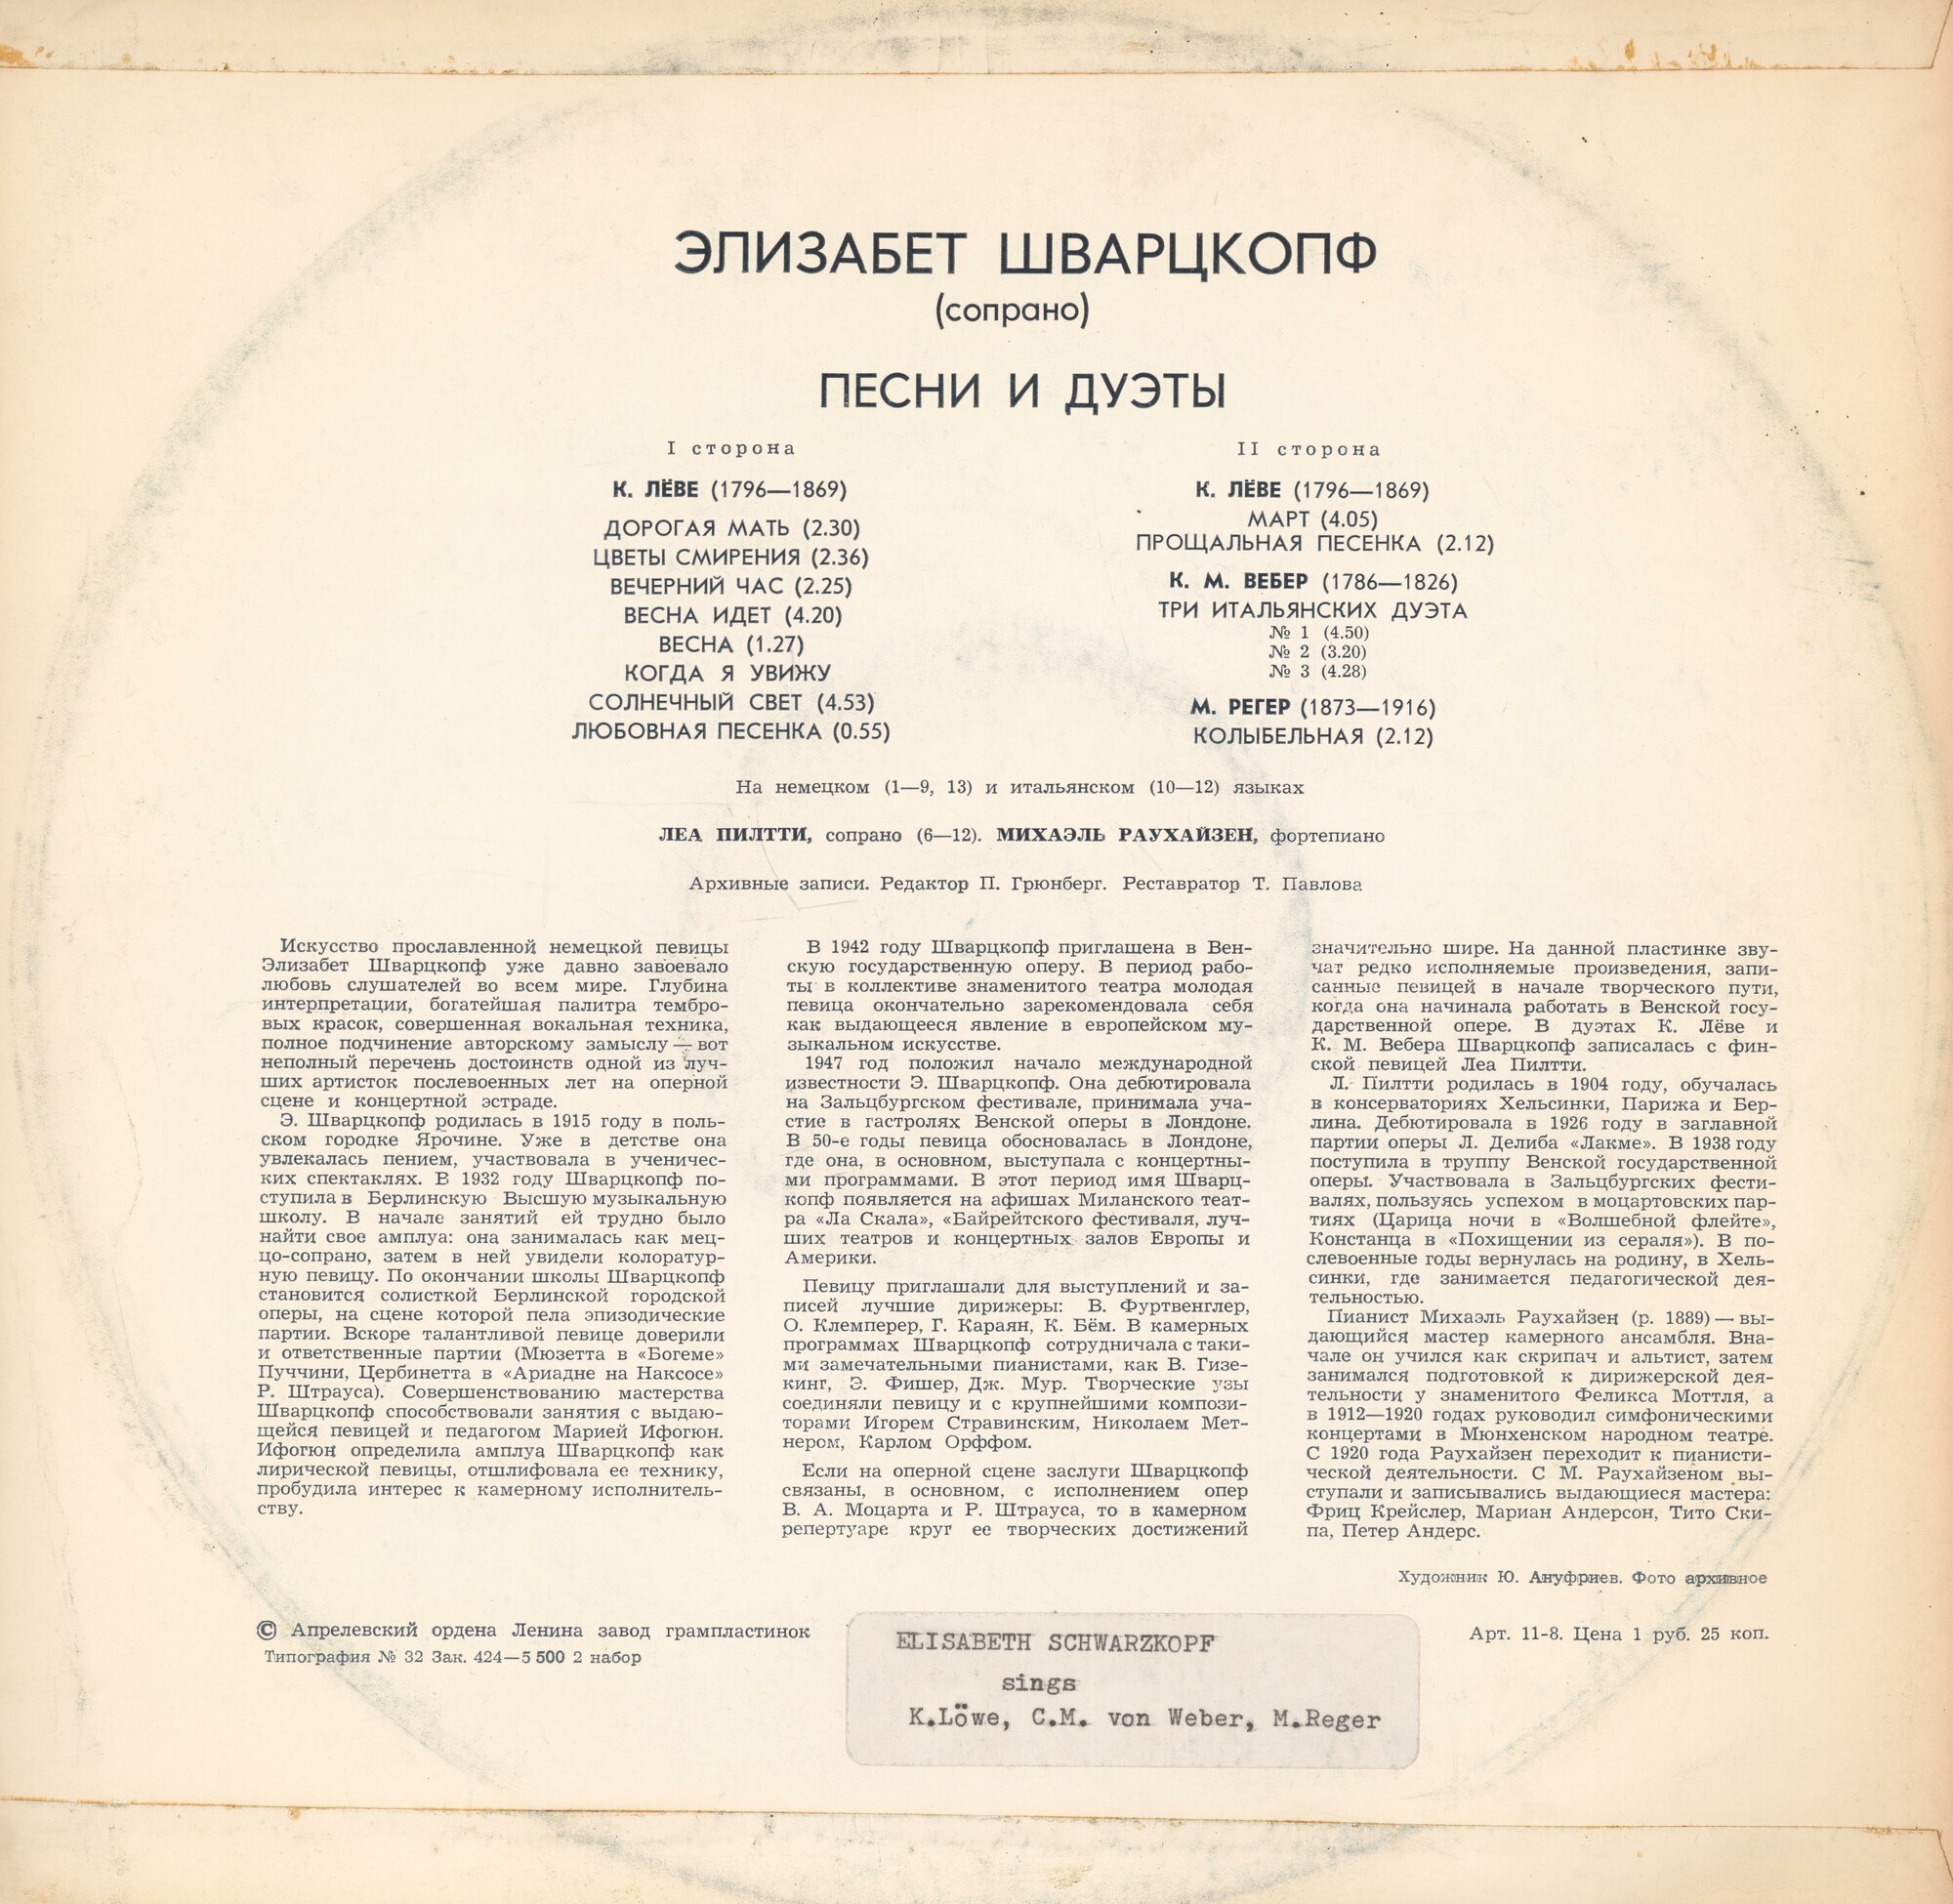 ЭЛИЗАБЕТ ШВАРЦКОПФ
(сопрано)
ПЕСНИ И ДУЭТЫ
I сторона
К. ЛЁВЕ (1796—1869)
ДОРОГАЯ МАТЬ (2.30)
ЦВЕТЫ СМИРЕНИЯ (2.36)
ВЕЧЕРНИЙ ЧАС (2.25)
ВЕСНА ИДЕТ (4.20)
ВЕСНА (1.27)
КОГДА Я УВИЖУ
СОЛНЕЧНЫЙ СВЕТ (4.53)
ЛЮБОВНАЯ ПЕСЕНКА (0.55)
II сторона
К. ЛЁВЕ (1796—1869)
МАРТ (4.05)
ПРОЩАЛЬНАЯ ПЕСЕНКА (2.12)
К. М. ВЕБЕР (1786—1826)
ТРИ ИТАЛЬЯНСКИХ ДУЭТА
№ 1 (4.50)
№ 2 (3.20)
№ 3 (4.28)
М. РЕГЕР (1873—1916)
КОЛЫБЕЛЬНАЯ (2.12)
На немецком (1—9, 13) и итальянском (10—12) языках
ЛЕА ПИЛТТИ, сопрано (6—12). МИХАЭЛЬ РАУХАЙЗЕН, фортепиано
Архивные записи. Редактор П. Грюнберг. Реставратор Т. Павлова
Искусство прославленной немецкой певицы
Элизабет Шварцкопф уже давно завоевало
любовь слушателей во всем мире. Глубина
интерпретации, богатейшая палитра тембро-
вых красок, совершенная вокальная техника,
полное подчинение авторскому замыслу — вот
неполный перечень достоинств одной из луч-
ших артисток послевоенных лет на оперной
сцене и концертной эстраде.
Э. Шварцкопф родилась в 1915 году в поль-
ском городке Ярочине. Уже в детстве она
увлекалась пением, участвовала в ученичес-
ких спектаклях. В 1932 году Шварцкопф по-
ступила в Берлинскую Высшую музыкальную
школу. В начале занятий ей трудно было
найти свое амплуа: она занималась как мец-
цо-сопрано, затем в ней увидели колоратур-
ную певицу. По окончании школы Шварцкопф
становится солисткой Берлинской городской
оперы, на сцене которой пела эпизодические
партии. Вскоре талантливой певице доверили
и ответственные партии (Мюзетта в «Богеме»
Пуччини, Цербинетта в «Ариадне на Наксосе»
Р. Штрауса). Совершенствованию мастерства
Шварцкопф способствовали занятия с выдаю-
щейся певицей и педагогом Марией Ифогюн.
Ифогюн определила амплуа Шварцкопф как
лирической певицы, отшлифовала ее технику,
пробудила интерес к камерному исполнитель-
ству.
В 1942 году Шварцкопф приглашена в Вен-
скую государственную оперу. В период рабо-
ты в коллективе знаменитого театра молодая
певица окончательно зарекомендовала себя
как выдающееся явление в европейском му-
зыкальном искусстве.
1947 год положил начало международной
известности Э. Шварцкопф. Она дебютировала
на Зальцбургском фестивале, принимала уча-
стие в гастролях Венской оперы в Лондоне.
В 50-е годы певица обосновалась в Лондоне,
где она, в основном, выступала с концертны-
ми программами. В этот период имя Шварц-
копф появляется на афишах Миланского теат-
ра «Ла Скала», «Байрейтского фестиваля, луч-
ших театров и концертных залов Европы и
Америки.
Певицу приглашали для выступлений и за-
писей лучшие дирижеры: В. Фуртвенглер,
О. Клемперер, Г. Караян, К. Бём. В камерных
программах Шварцкопф сотрудничала с таки-
ми замечательными пианистами, как В. Гизе-
кинг, Э. Фишер, Дж. Мур. Творческие узы
соединяли певицу и с крупнейшими компози-
торами Игорем Стравинским, Николаем Мет-
нером, Карлом Орффом.
Если на оперной сцене заслуги Шварцкопф
связаны, в основном, с исполнением опер
В. А. Моцарта и Р. Штрауса, то в камерном
репертуаре круг ее творческих достижений
значительно шире. На данной пластинке зву-
чат редко исполняемые произведения, запи-
санные певицей в начале творческого пути,
когда она начинала работать в Венской госу-
дарственной опере. В дуэтах К. Лёве и
К. М. Вебера Шварцкопф записалась с фин-
ской певицей Леа Пилтти.
Л. Пилтти родилась в 1904 году, обучалась
в консерваториях Хельсинки, Парижа и Бер-
лина. Дебютировала в 1926 году в заглавной
партии оперы Л. Делиба «Лакме». В 1938 году
поступила в труппу Венской государственной
оперы. Участвовала в Зальцбургских фести-
валях, пользуясь успехом в моцартовских пар-
тиях (Царица ночи в «Волшебной флейте»,
Констанца в «Похищении из сераля»). В по-
слевоенные годы вернулась на родину, в Хель-
синки, где занимается педагогической дея-
тельностью.
Пианист Михаэль Раухайзен (р. 1889) — вы-
дающийся мастер камерного ансамбля. Вна-
чале он учился как скрипач и альтист, затем
занимался подготовкой к дирижерской дея-
тельности у знаменитого Феликса Моттля, а
в 1912—1920 годах руководил симфоническими
концертами в Мюнхенском народном театре.
С 1920 года Раухайзен переходит к пианисти-
ческой деятельности. С М. Раухайзеном вы-
ступали и записывались выдающиеся мастера:
Фриц Крейслер, Мариан Андерсон, Тито Ски-
па, Петер Андерс.
Художник Ю. Ануфриев. Фото архивное
© Апрелевский ордена Ленина завод грампластинок
Типография № 32 Зак. 424—5 500 2 набор
ELISABETH SCHWARZKOPF
sings
K.Löwe, C.M. von Weber, M.Reger
Арт. 11-8. Цена 1 руб. 25 коп.